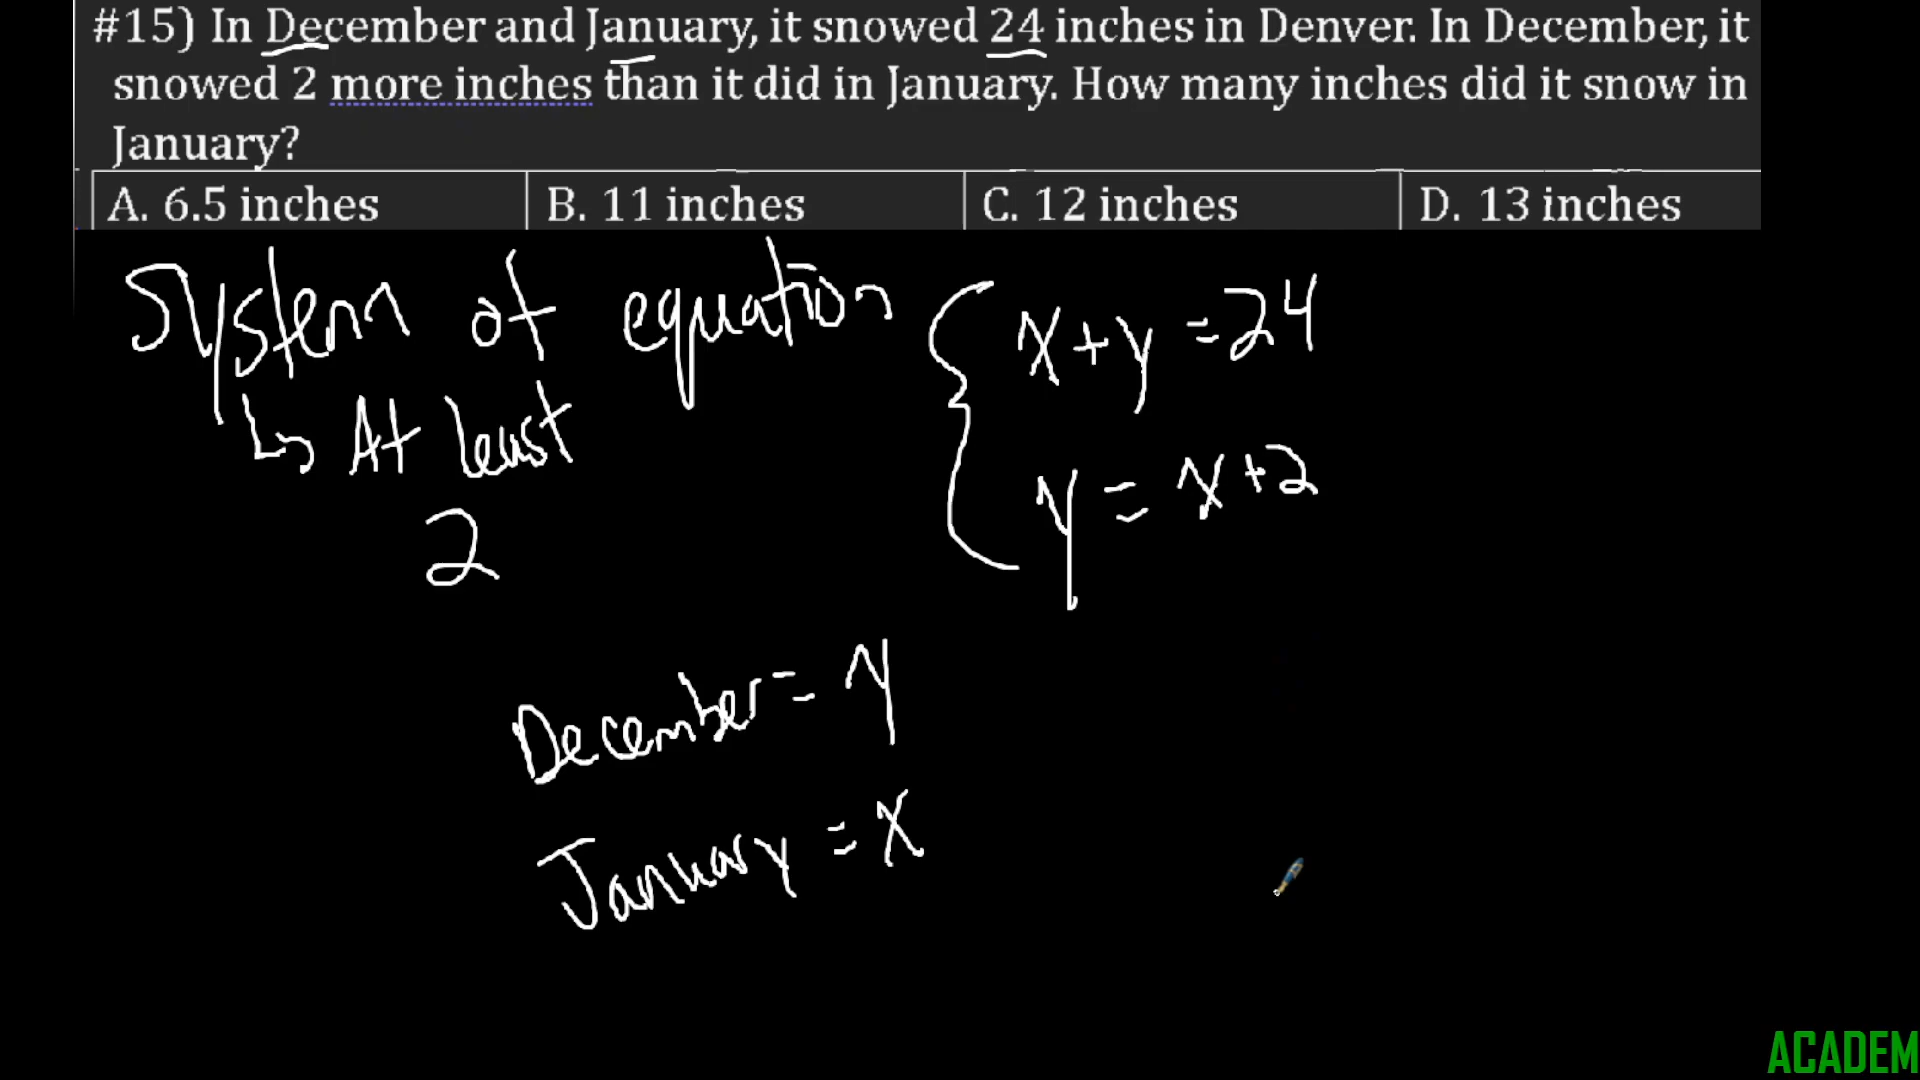 #15) In December and January, it snowed 24 inches in Denver. In December, it
snowed 2 more inches than it did in January. How many inches did it snow in
January?
A. 6.5 inches B. 11 inches C. 12 inches D. 13 inches
System of equation
↳ At least
2
x+y=24
y=x+2
December=y
January=x
ACADEM